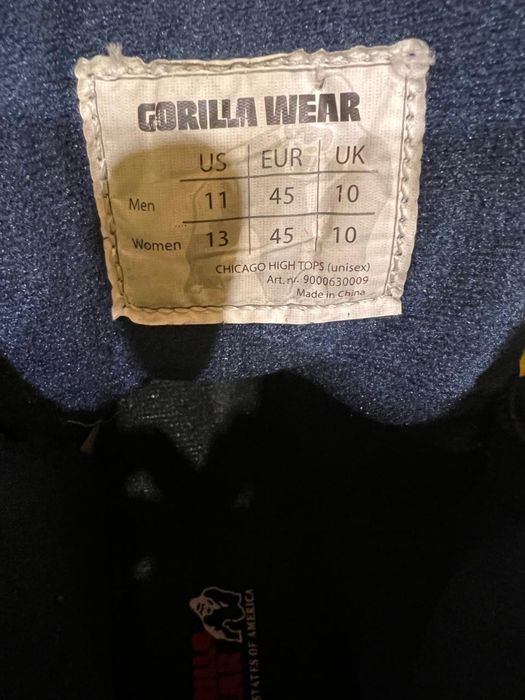 GORILLA WEAR
US EUR UK
Men 11 45 10
Women 13 45 10
CHICAGO HIGH TOPS (unisex)
Art. nr. 9000630009
Made in China
STATES OF AMERICA